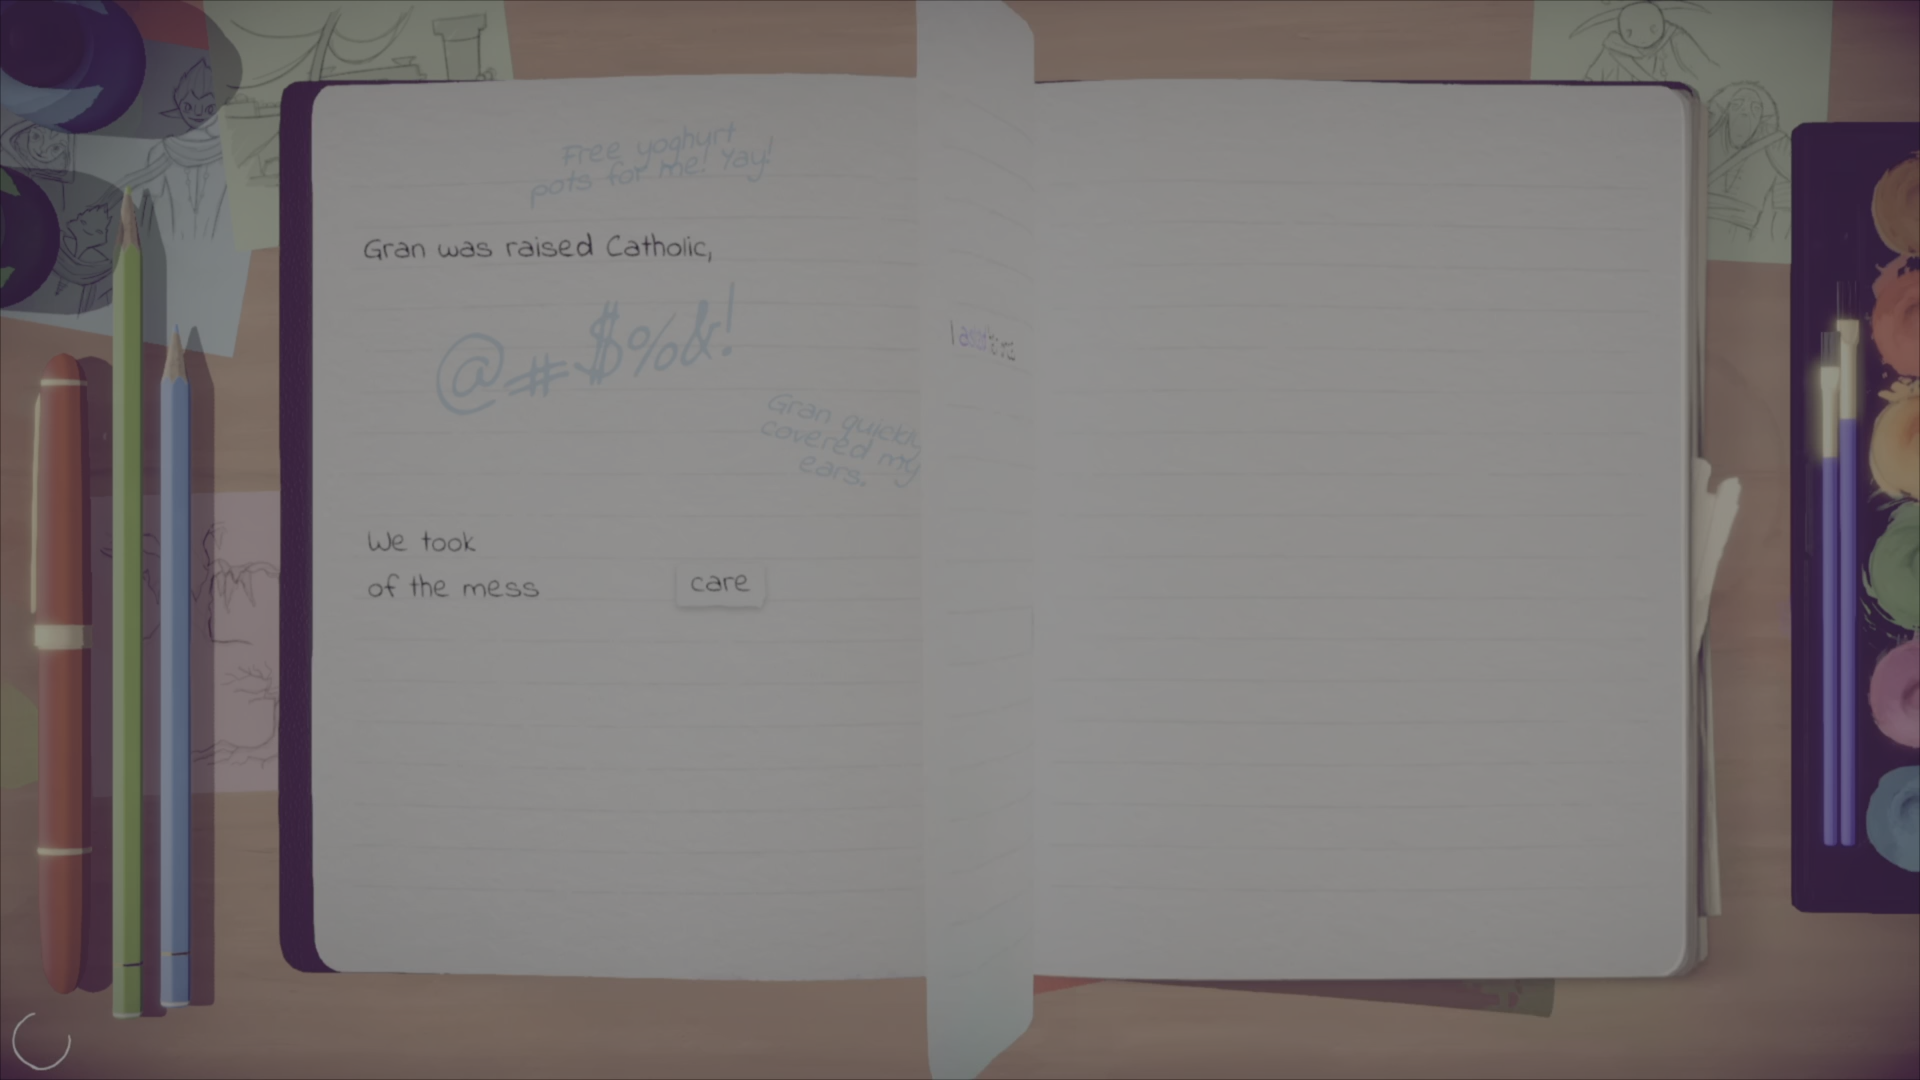 Free yoghurt
pots for me! Yay!
Gran was raised Catholic,
@#$%&!
Gran quickly
covered my
ears.
We took
of the mess
care